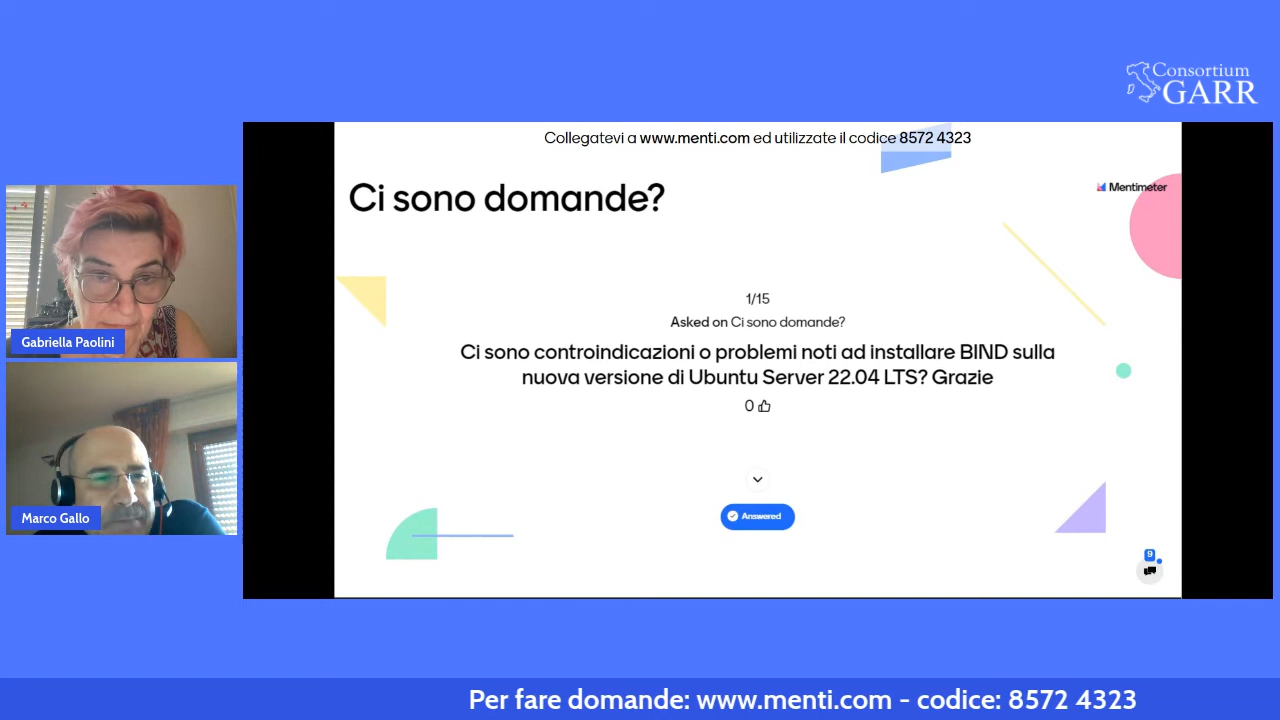 Consortium
GARR
Collegatevi a www.menti.com ed utilizzate il codice 8572 4323
Ci sono domande?
Mentimeter
1/15
Asked on Ci sono domande?
Ci sono controindicazioni o problemi noti ad installare BIND sulla
nuova versione di Ubuntu Server 22.04 LTS? Grazie
0
Answered
9
Gabriella Paolini
Marco Gallo
Per fare domande: www.menti.com - codice: 8572 4323